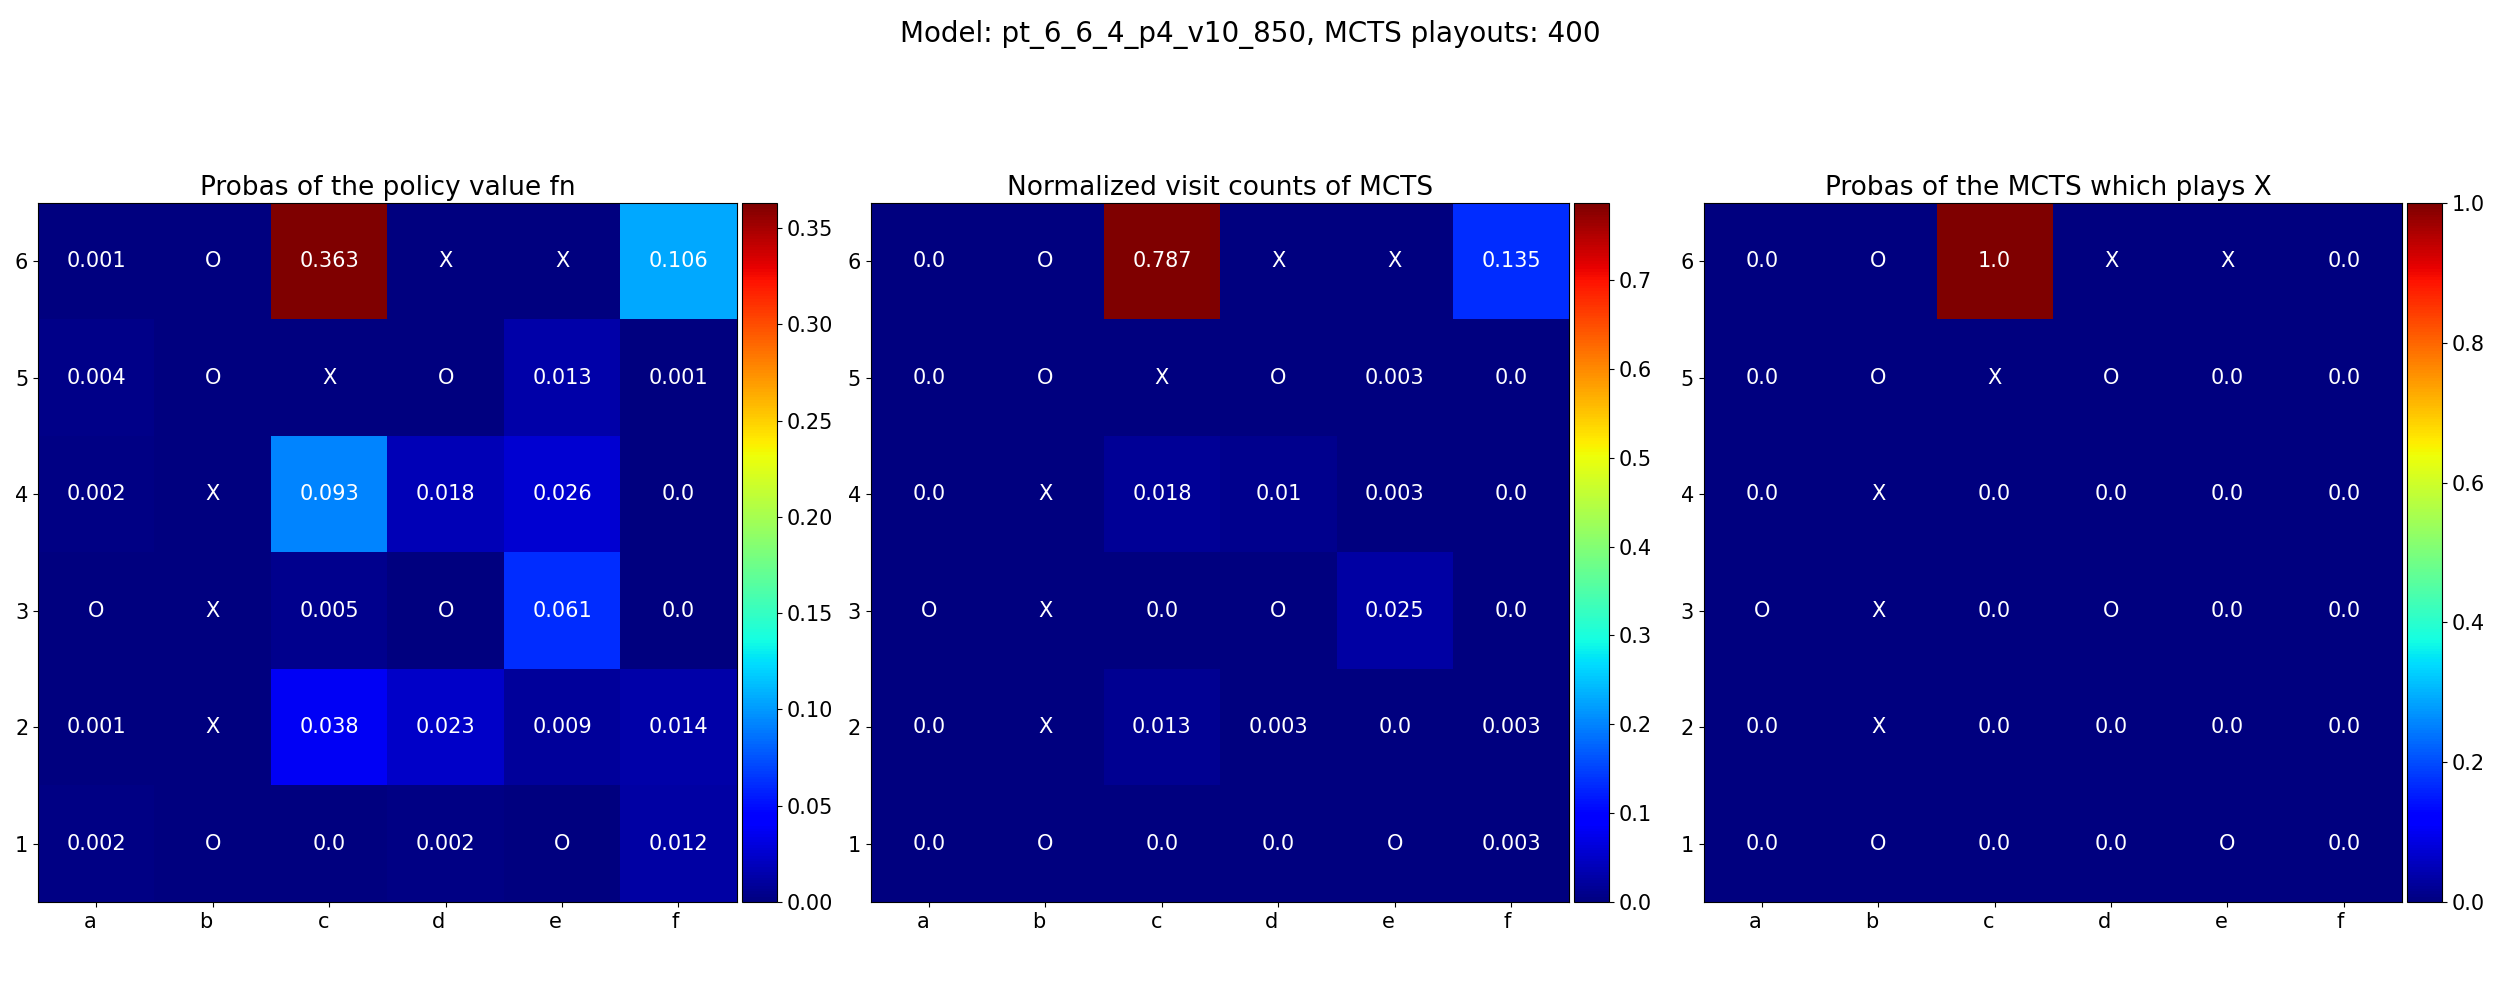 Model: pt_6_6_4_p4_v10_850, MCTS playouts: 400
Probas of the policy value fn
6 0.001 O 0.363 X X 0.106
5 0.004 O X O 0.013 0.001
4 0.002 X 0.093 0.018 0.026 0.0
3 O X 0.005 O 0.061 0.0
2 0.001 X 0.038 0.023 0.009 0.014
1 0.002 O 0.0 0.002 O 0.012
a b c d e f
0.35
0.30
0.25
0.20
0.15
0.10
0.05
0.00
Normalized visit counts of MCTS
6 0.0 O 0.787 X X 0.135
5 0.0 O X O 0.003 0.0
4 0.0 X 0.018 0.01 0.003 0.0
3 O X 0.0 O 0.025 0.0
2 0.0 X 0.013 0.003 0.0 0.003
1 0.0 O 0.0 0.0 O 0.003
a b c d e f
0.7
0.6
0.5
0.4
0.3
0.2
0.1
0.0
Probas of the MCTS which plays X
6 0.0 O 1.0 X X 0.0
5 0.0 O X O 0.0 0.0
4 0.0 X 0.0 0.0 0.0 0.0
3 O X 0.0 O 0.0 0.0
2 0.0 X 0.0 0.0 0.0 0.0
1 0.0 O 0.0 0.0 O 0.0
a b c d e f
1.0
0.8
0.6
0.4
0.2
0.0